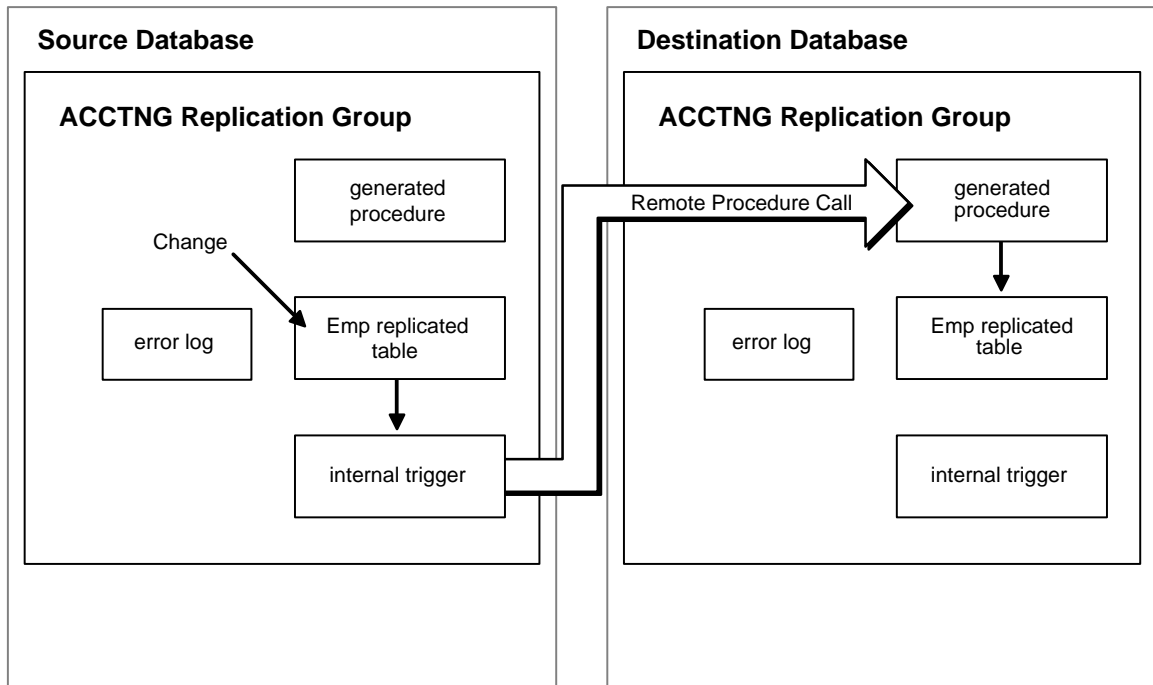 Source Database
ACCTNG Replication Group
generated
procedure
Change
Emp replicated
table
error log
internal trigger
Remote Procedure Call
Destination Database
ACCTNG Replication Group
generated
procedure
Emp replicated
table
error log
internal trigger